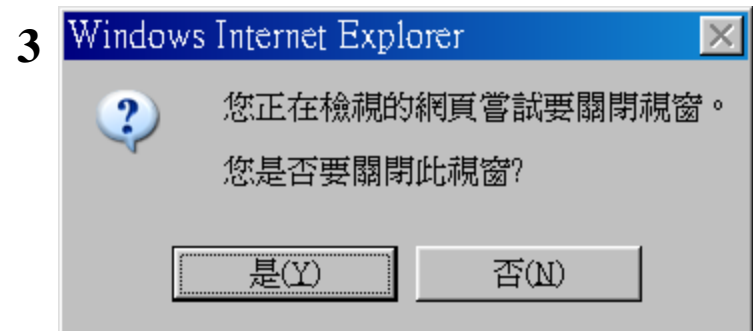 3
Windows Internet Explorer
您正在檢視的網頁嘗試要關閉視窗。
您是否要關閉此視窗?
是(Y)
否(N)